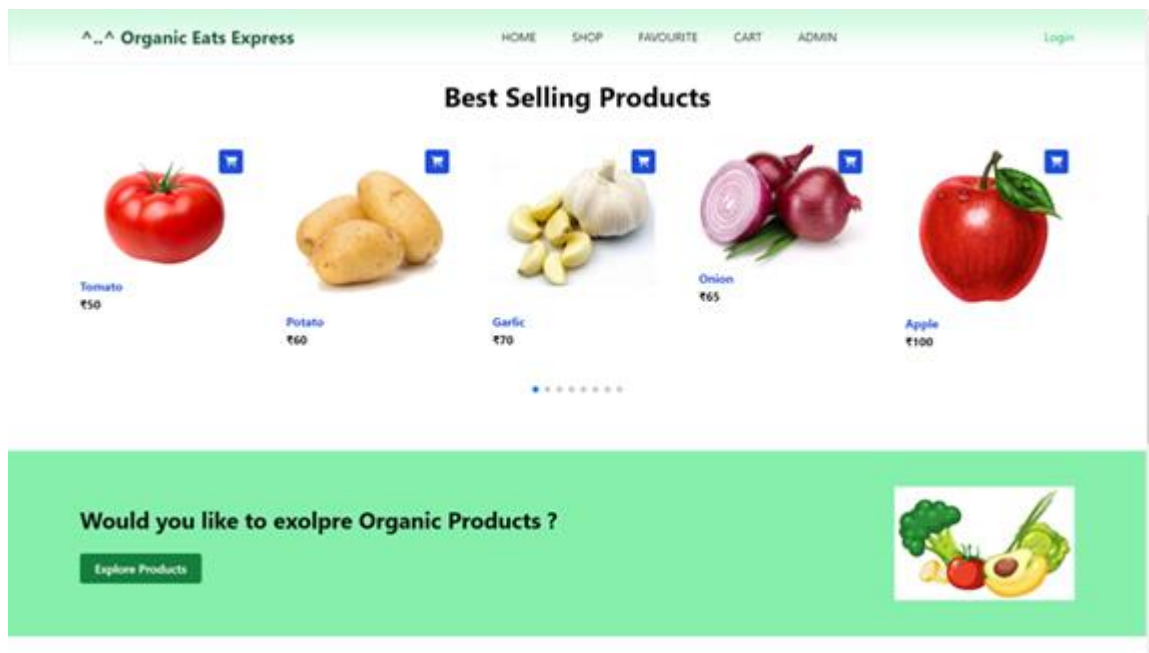 ^..^ Organic Eats Express
HOME SHOP FAVOURITE CART ADMIN
Login
Best Selling Products
Tomato
₹50
Potato
₹60
Garlic
₹70
Onion
₹65
Apple
₹100
Would you like to exolpre Organic Products ?
Explore Products